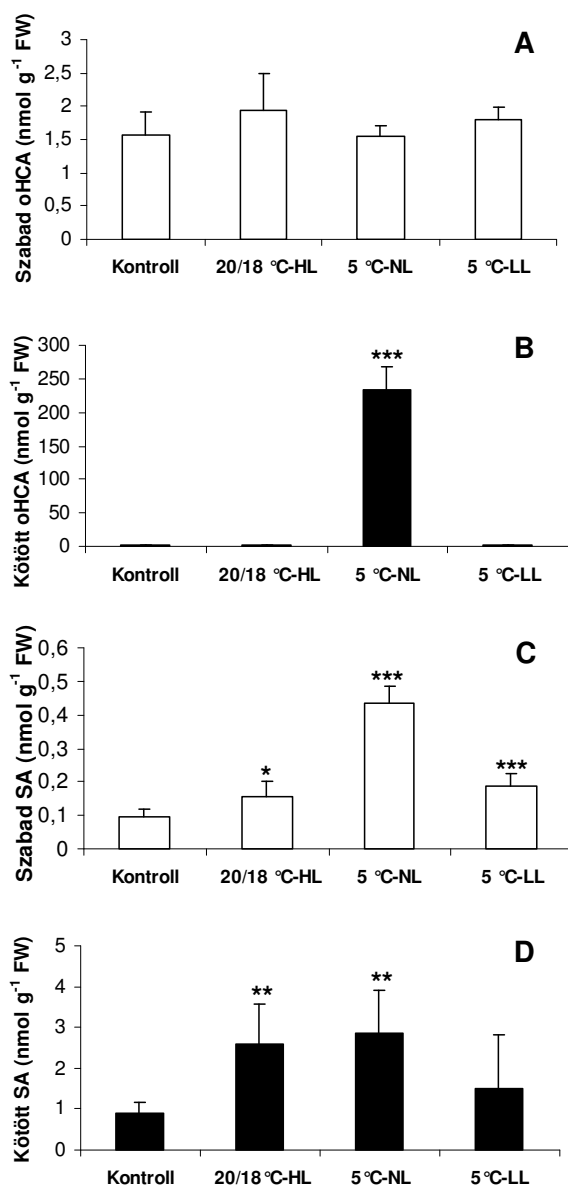 A
Szabad oHCA (nmol g⁻¹ FW)
3
2,5
2
1,5
1
0,5
0
Kontroll 20/18 °C-HL 5 °C-NL 5 °C-LL
B
Kötött oHCA (nmol g⁻¹ FW)
300
250
200
150
100
50
0
***
Kontroll 20/18 °C-HL 5 °C-NL 5 °C-LL
C
Szabad SA (nmol g⁻¹ FW)
0,6
0,5
0,4
0,3
0,2
0,1
0
* *** ***
Kontroll 20/18 °C-HL 5 °C-NL 5 °C-LL
D
Kötött SA (nmol g⁻¹ FW)
5
4
3
2
1
0
** **
Kontroll 20/18°C-HL 5°C-NL 5°C-LL